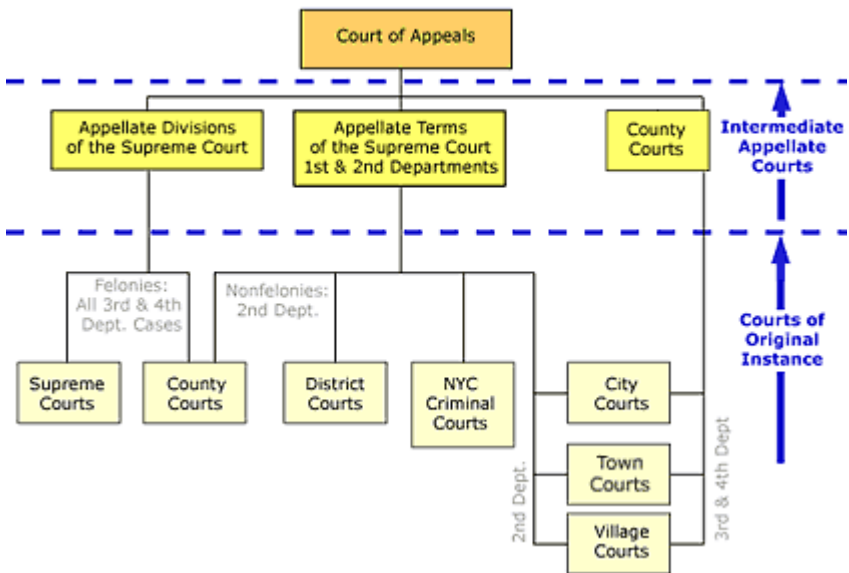 Court of Appeals
Appellate Divisions
of the Supreme Court
Appellate Terms
of the Supreme Court
1st & 2nd Departments
County
Courts
Intermediate
Appellate
Courts
Felonies:
All 3rd & 4th
Dept. Cases
Nonfelonies:
2nd Dept.
Courts of
Original
Instance
Supreme
Courts
County
Courts
District
Courts
NYC
Criminal
Courts
City
Courts
Town
Courts
Village
Courts
2nd Dept.
3rd & 4th Dept